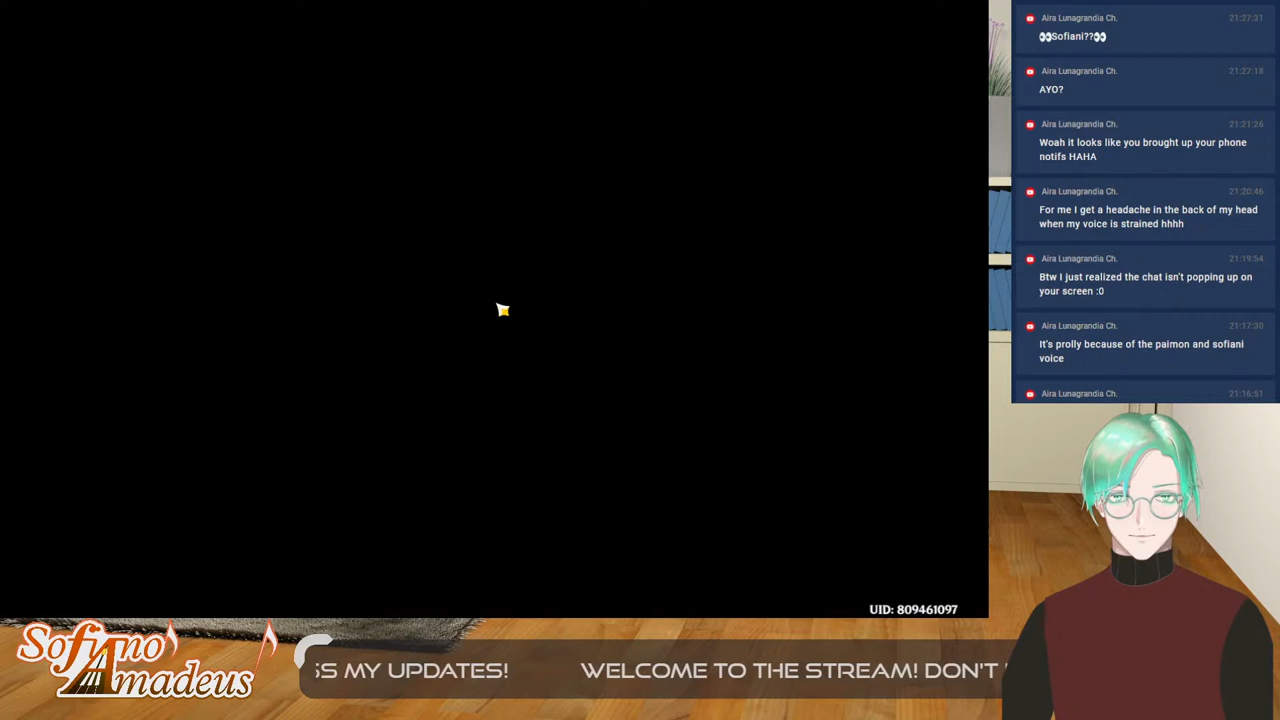 Aira Lunagrandia Ch. 21:27:31
👀Sofiani??👀
Aira Lunagrandia Ch. 21:27:18
AYO?
Aira Lunagrandia Ch. 21:21:26
Woah it looks like you brought up your phone
notifs HAHA
Aira Lunagrandia Ch. 21:20:46
For me I get a headache in the back of my head
when my voice is strained hhhh
Aira Lunagrandia Ch. 21:19:54
Btw I just realized the chat isn't popping up on
your screen :0
Aira Lunagrandia Ch. 21:17:30
It's prolly because of the paimon and sofiani
voice
Aira Lunagrandia Ch. 21:16:51
UID: 809461097
Sofiano
Amadeus
SS MY UPDATES! WELCOME TO THE STREAM! DON'T